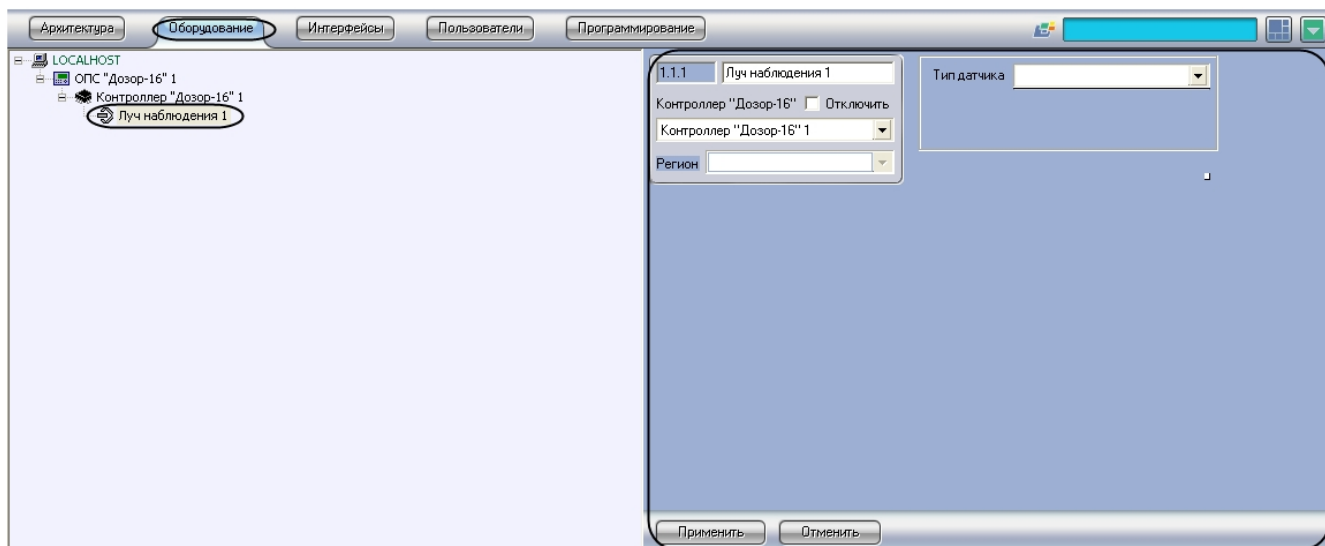 Архитектура Оборудование Интерфейсы Пользователи Программирование
LOCALHOST
ОПС "Дозор-16" 1
Контроллер "Дозор-16" 1
Луч наблюдения 1
1.1.1 Луч наблюдения 1
Контроллер "Дозор-16" Отключить
Контроллер "Дозор-16" 1
Регион
Тип датчика
Применить Отменить